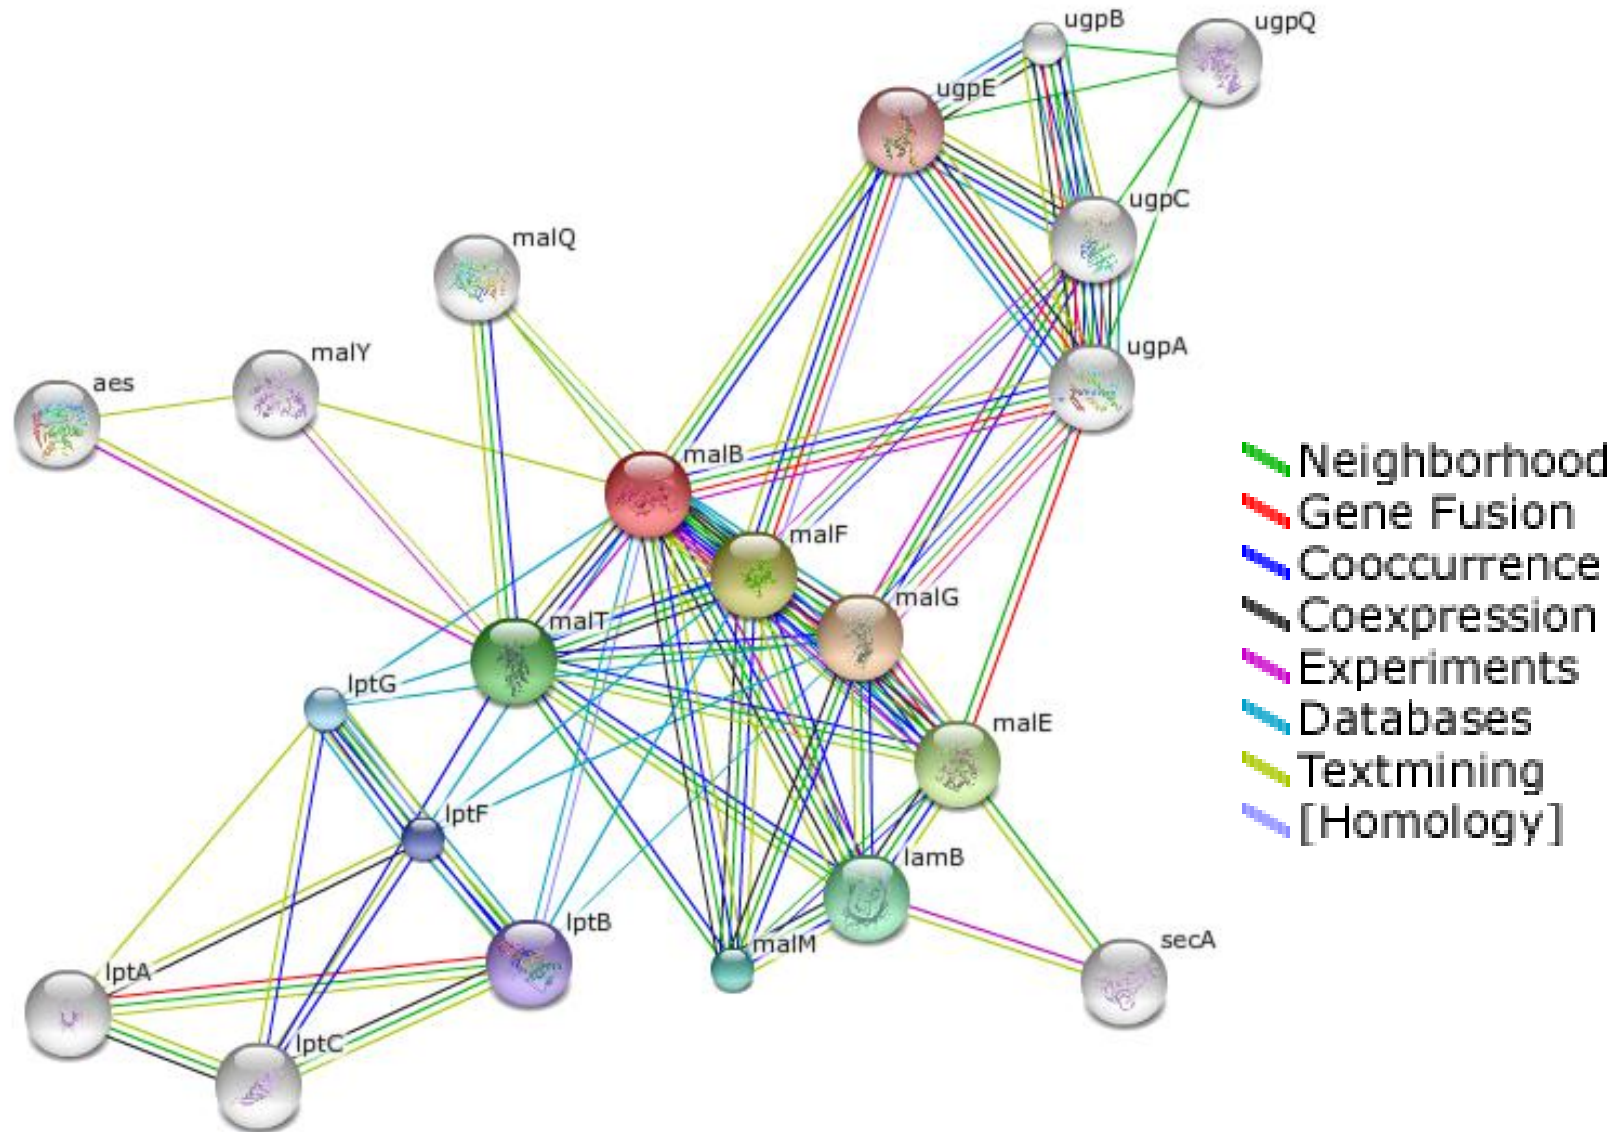 ugpB
ugpQ
ugpE
ugpC
malQ
ugpA
malY
aes
malB
malF
malG
malT
lptG
malE
lptF
lamB
lptB
malM
secA
lptA
lptC
Neighborhood
Gene Fusion
Cooccurrence
Coexpression
Experiments
Databases
Textmining
[Homology]